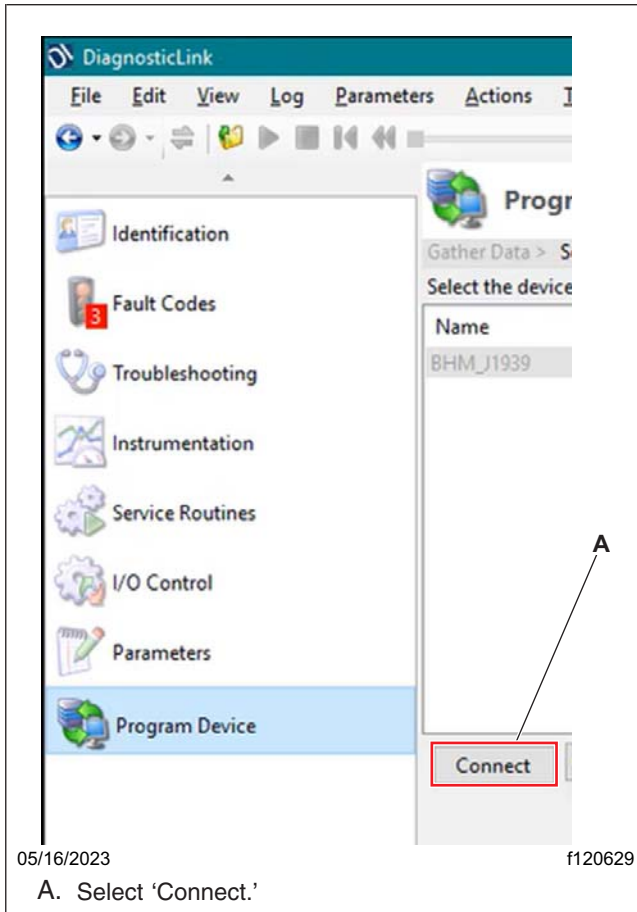 DiagnosticLink
File Edit View Log Parameters Actions
Identification
Fault Codes
3
Troubleshooting
Instrumentation
Service Routines
I/O Control
Parameters
Program Device
Gather Data >
Select the device
Name
BHM_J1939
A
Connect
05/16/2023
f120629
A. Select ‘Connect.’